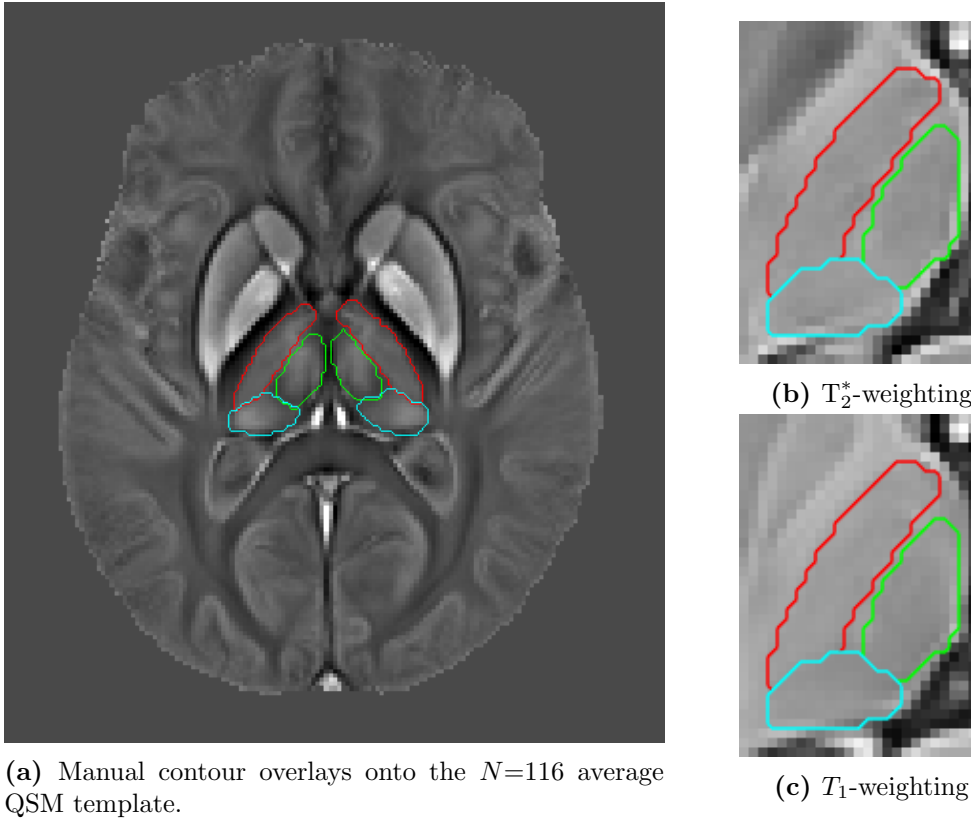 (a) Manual contour overlays onto the N=116 average
QSM template.
(b) T₂*-weighting
(c) T₁-weighting